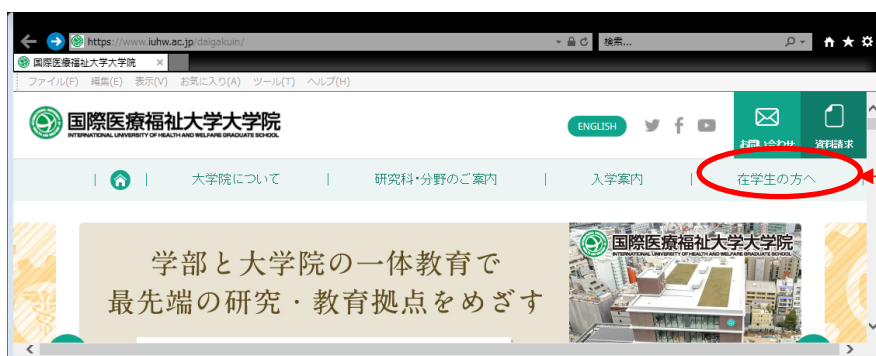 https://www.iuhw.ac.jp/daigakuin/
検索...
国際医療福祉大学大学院
ファイル(F) 編集(E) 表示(V) お気に入り(A) ツール(T) ヘルプ(H)
国際医療福祉大学大学院
INTERNATIONAL UNIVERSITY OF HEALTH AND WELFARE GRADUATE SCHOOL
ENGLISH
お問い合わせ
資料請求
大学院について
研究科・分野のご案内
入学案内
在学生の方へ
学部と大学院の一体教育で
最先端の研究・教育拠点をめざす
国際医療福祉大学大学院
INTERNATIONAL UNIVERSITY OF HEALTH AND WELFARE GRADUATE SCHOOL